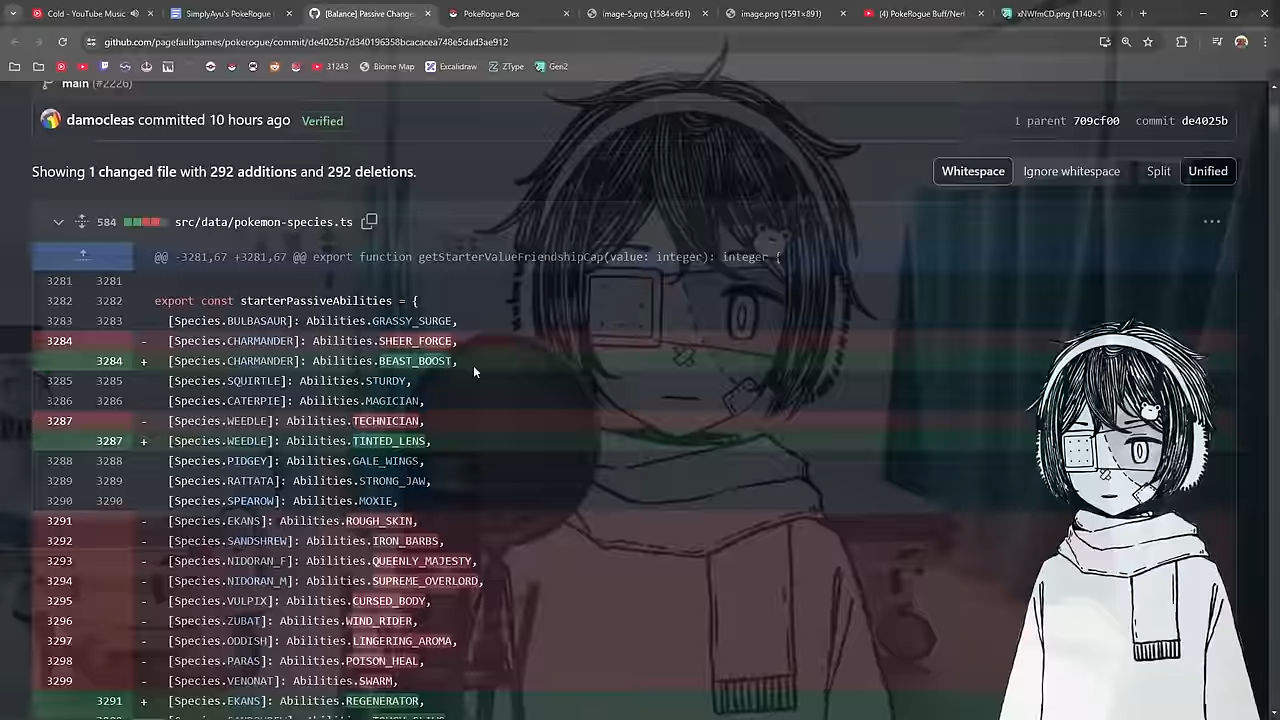 Cold - YouTube Music
SimplyAyu's PokeRogue
[Balance] Passive Change
PokeRogue Dex
image-5.png (1584×661)
image.png (1591×891)
(4) PokeRogue Buff/Nerf
xNWfmCD.png (1140×51
github.com/pagefaultgames/pokerogue/commit/de4025b7d340196358bcacacea748e5dad3ae912
31243
Biome Map
Excalidraw
ZType
Gen2
main (#2226)
damocleas committed 10 hours ago
Verified
1 parent 709cf00 commit de4025b
Showing 1 changed file with 292 additions and 292 deletions.
Whitespace
Ignore whitespace
Split
Unified
584
src/data/pokemon-species.ts
@@ -3281,67 +3281,67 @@ export function getStarterValueFriendshipCap(value: integer): integer {
3281 3281
3282 3282 export const starterPassiveAbilities = {
3283 3283 [Species.BULBASAUR]: Abilities.GRASSY_SURGE,
3284 - [Species.CHARMANDER]: Abilities.SHEER_FORCE,
3284 + [Species.CHARMANDER]: Abilities.BEAST_BOOST,
3285 3285 [Species.SQUIRTLE]: Abilities.STURDY,
3286 3286 [Species.CATERPIE]: Abilities.MAGICIAN,
3287 - [Species.WEEDLE]: Abilities.TECHNICIAN,
3287 + [Species.WEEDLE]: Abilities.TINTED_LENS,
3288 3288 [Species.PIDGEY]: Abilities.GALE_WINGS,
3289 3289 [Species.RATTATA]: Abilities.STRONG_JAW,
3290 3290 [Species.SPEAROW]: Abilities.MOXIE,
3291 - [Species.EKANS]: Abilities.ROUGH_SKIN,
3292 - [Species.SANDSHREW]: Abilities.IRON_BARBS,
3293 - [Species.NIDORAN_F]: Abilities.QUEENLY_MAJESTY,
3294 - [Species.NIDORAN_M]: Abilities.SUPREME_OVERLORD,
3295 - [Species.VULPIX]: Abilities.CURSED_BODY,
3296 - [Species.ZUBAT]: Abilities.WIND_RIDER,
3297 - [Species.ODDISH]: Abilities.LINGERING_AROMA,
3298 - [Species.PARAS]: Abilities.POISON_HEAL,
3299 - [Species.VENONAT]: Abilities.SWARM,
3291 + [Species.EKANS]: Abilities.REGENERATOR,